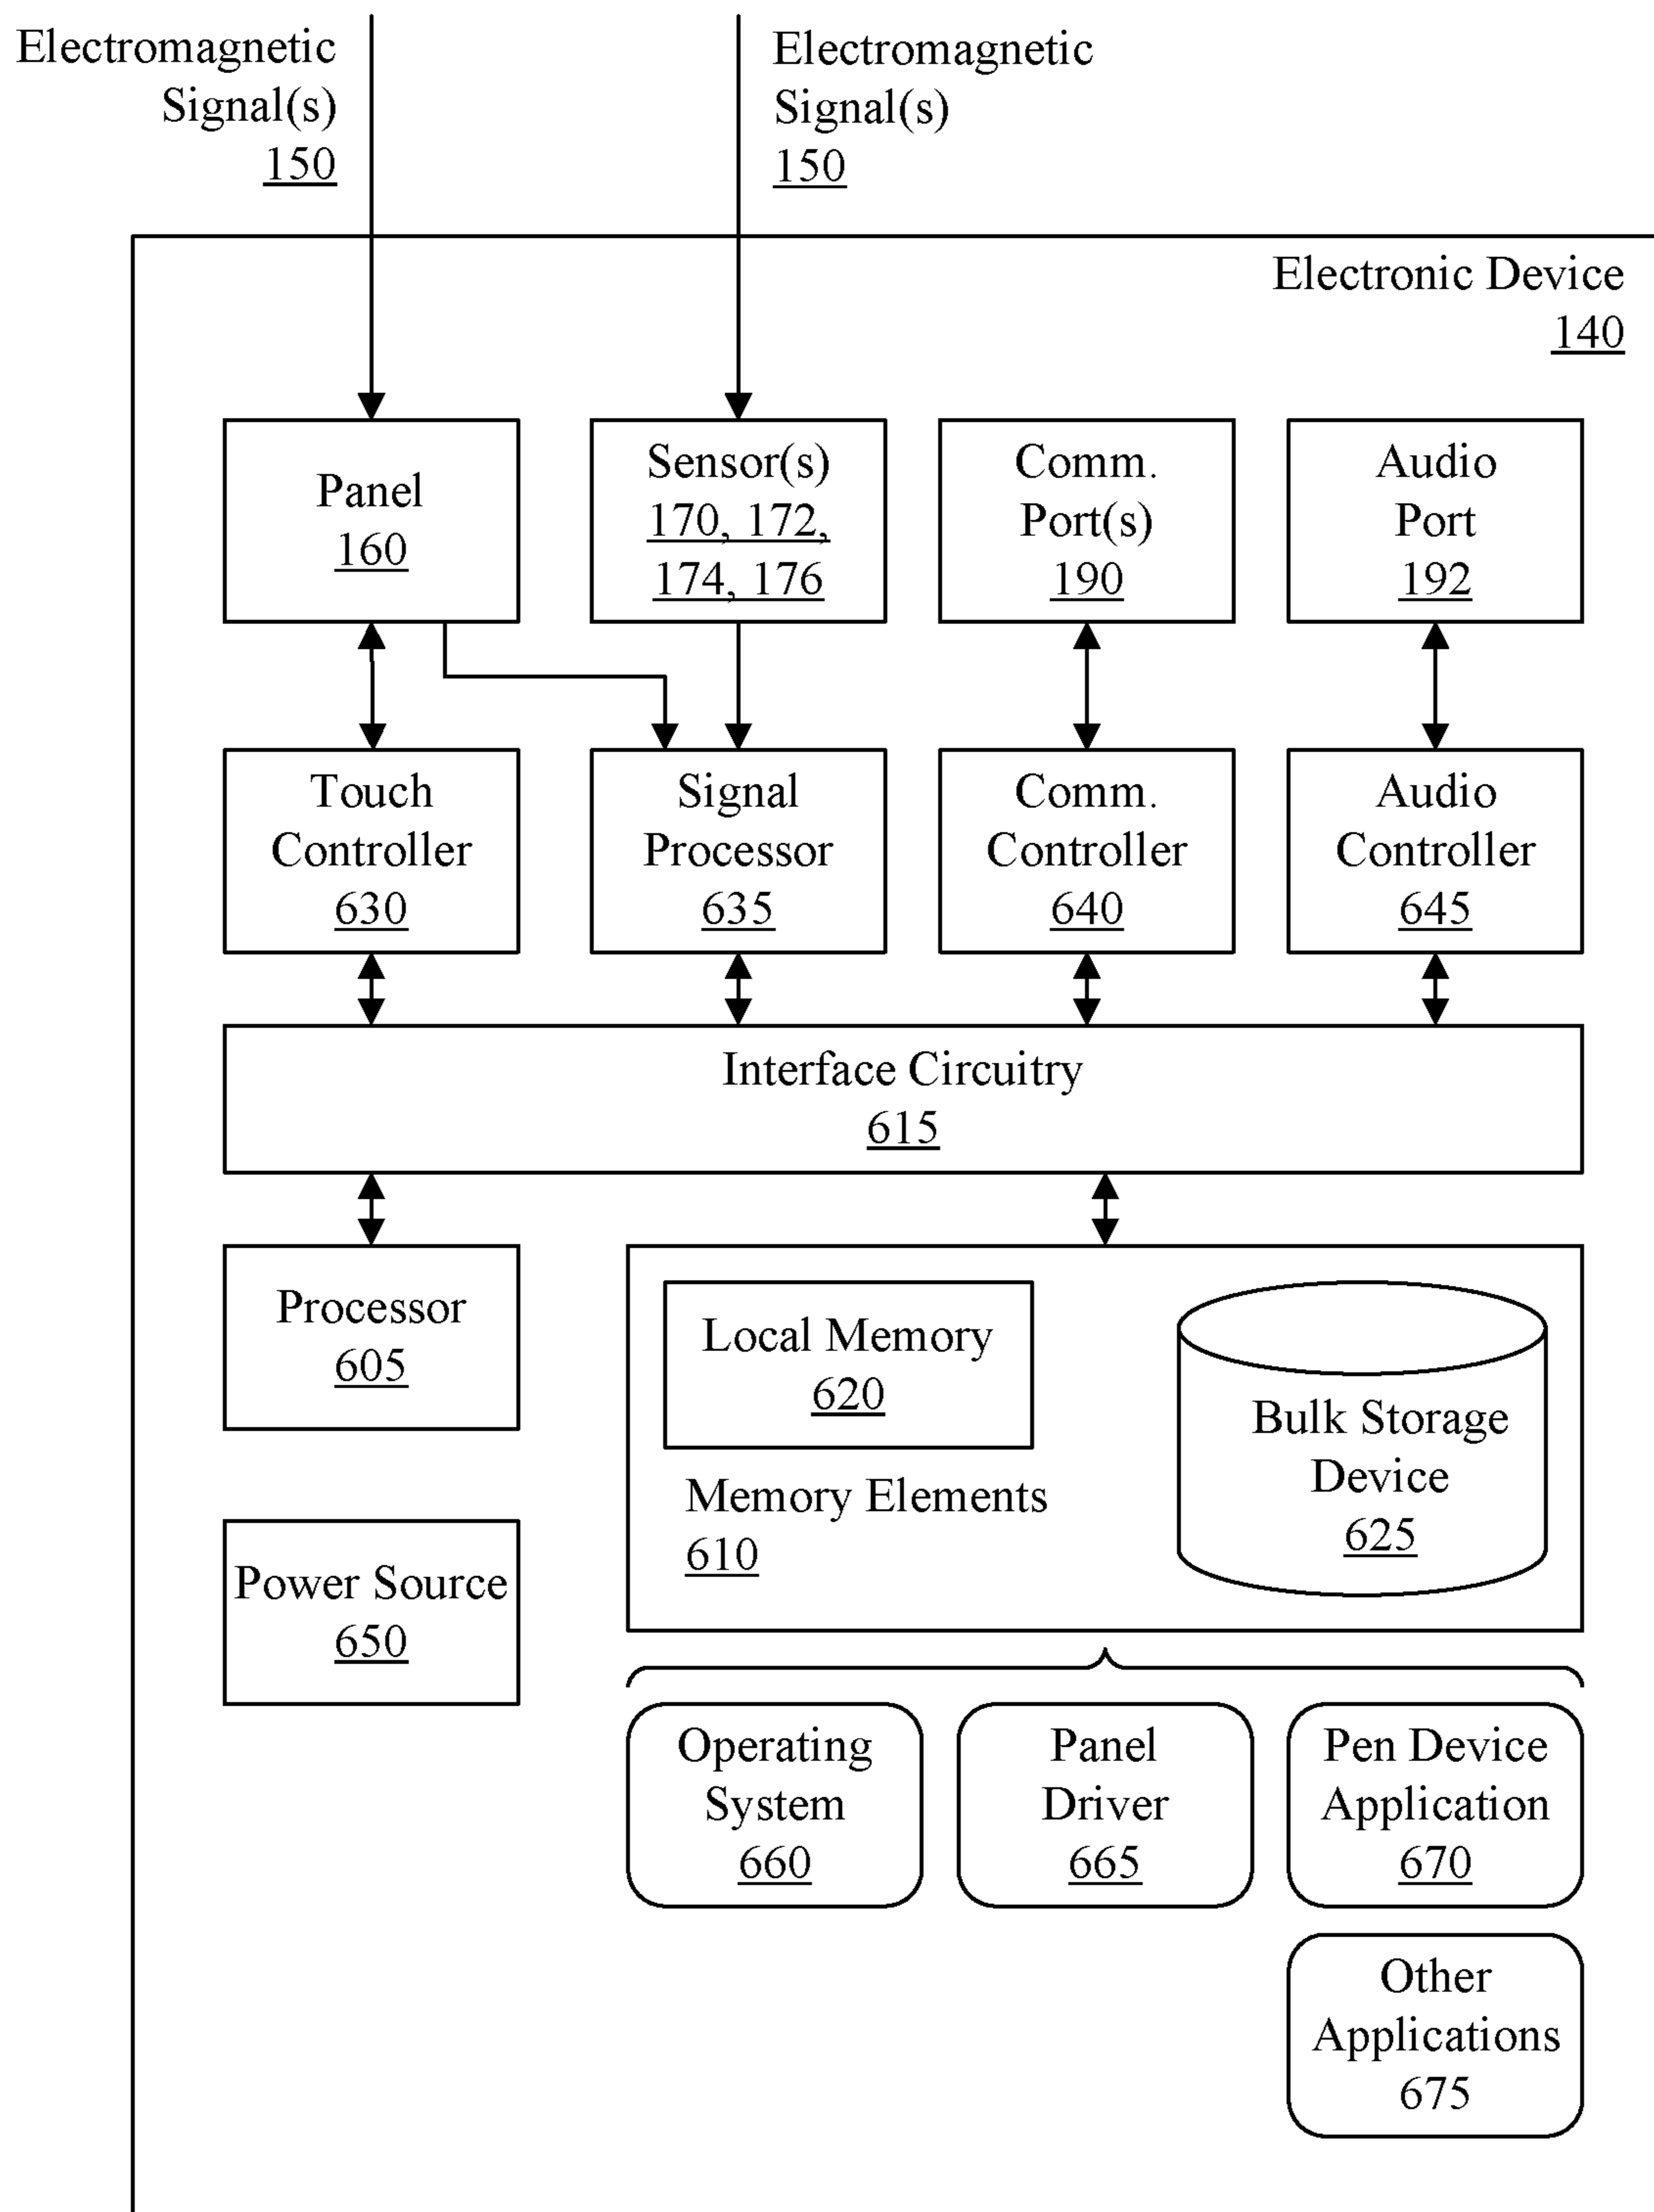 Electromagnetic
Signal(s)
150
Electromagnetic
Signal(s)
150
Electronic Device
140
Panel
160
Sensor(s)
170, 172,
174, 176
Comm.
Port(s)
190
Audio
Port
192
Touch
Controller
630
Signal
Processor
635
Comm.
Controller
640
Audio
Controller
645
Interface Circuitry
615
Processor
605
Local Memory
620
Memory Elements
610
Bulk Storage
Device
625
Power Source
650
Operating
System
660
Panel
Driver
665
Pen Device
Application
670
Other
Applications
675